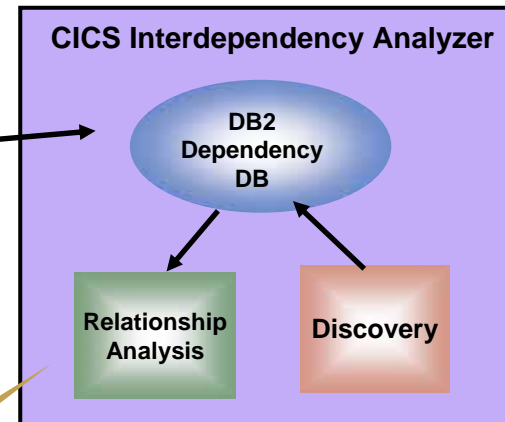 CICS Interdependency Analyzer
DB2
Dependency
DB
Relationship
Analysis
Discovery